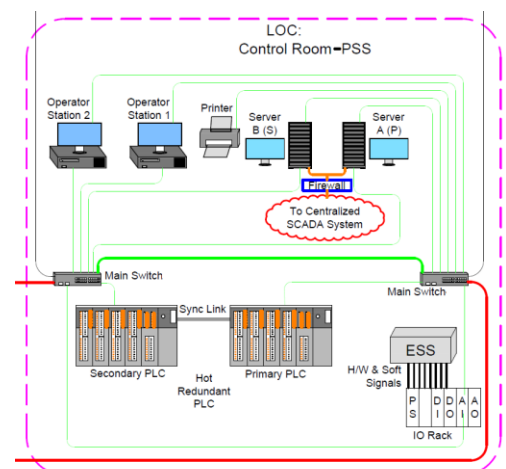 LOC:
Control Room-PSS
Operator
Station 2
Operator
Station 1
Printer
Server
B (S)
Server
A (P)
Firewall
To Centralized
SCADA System
Main Switch
Main Switch
Sync Link
Secondary PLC
Primary PLC
Hot
Redundant
PLC
ESS
H/W & Soft
Signals
P
S
D
I
D
O
A
I
A
O
IO Rack